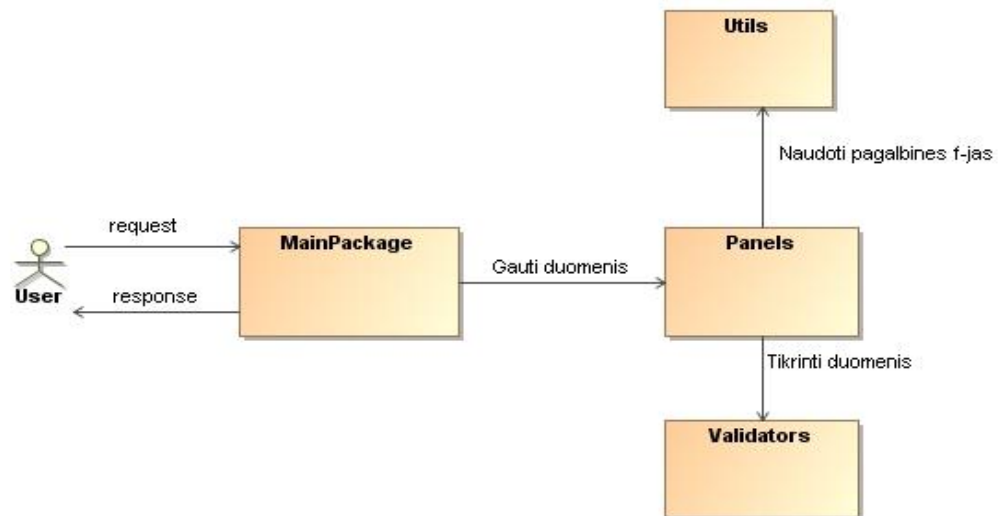 Utils
Naudoti pagalbines f-jas
request
MainPackage
Panels
Gauti duomenis
User
response
Tikrinti duomenis
Validators